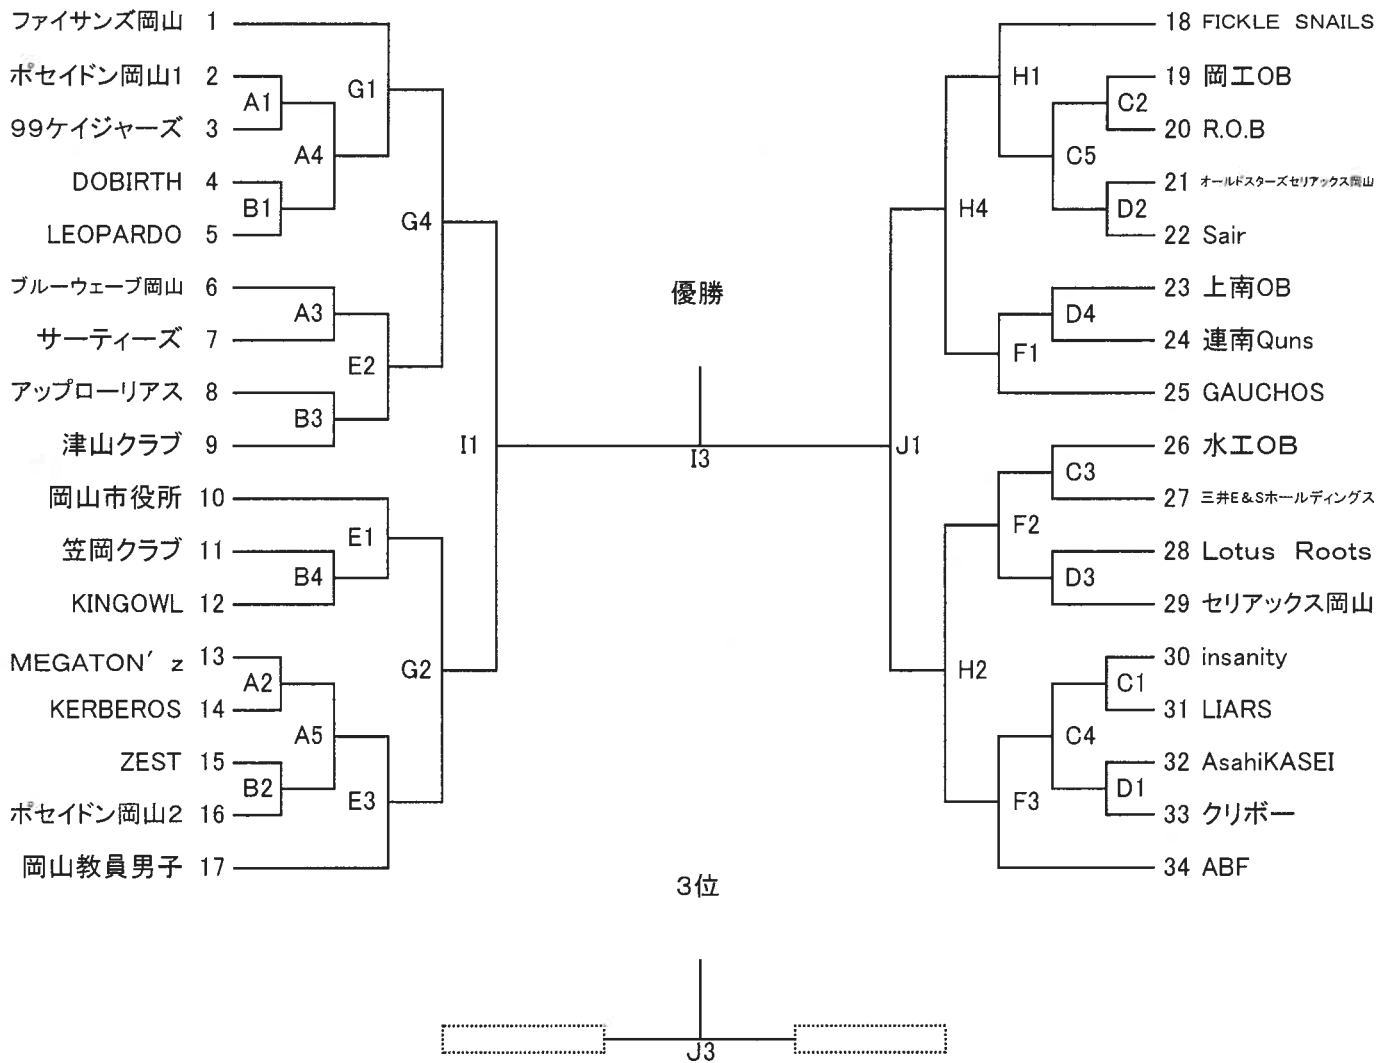 ファイサンズ岡山 1
ポセイドン岡山1 2
A1
99ケイジャーズ 3
A4
DOBIRTH 4
B1
LEOPARDO 5
G1
ブルーウェーブ岡山 6
A3
サーティーズ 7
E2
アップローリアス 8
B3
津山クラブ 9
G4
岡山市役所 10
E1
笠岡クラブ 11
B4
KINGOWL 12
MEGATON' z 13
A2
KERBEROS 14
A5
ZEST 15
B2
ポセイドン岡山2 16
E3
岡山教員男子 17
G2
I1
優勝
I3
J1
18 FICKLE SNAILS
H1
19 岡工OB
C2
20 R.O.B
C5
21 オールドスターズセリアックス岡山
D2
22 Sair
H4
23 上南OB
D4
24 連南Quns
F1
25 GAUCHOS
26 水工OB
C3
27 三井E&Sホールディングス
F2
28 Lotus Roots
D3
29 セリアックス岡山
H2
30 insanity
C1
31 LIARS
C4
32 AsahiKASEI
D1
33 クリボー
F3
34 ABF
3位
J3